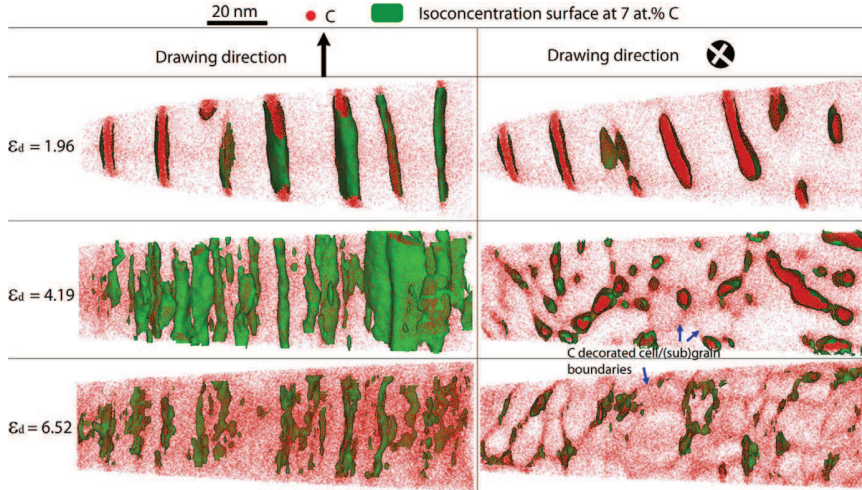 20 nm
C
Isoconcentration surface at 7 at.% C
Drawing direction
Drawing direction
εd = 1.96
εd = 4.19
C decorated cell/(sub)grain
boundaries
εd = 6.52